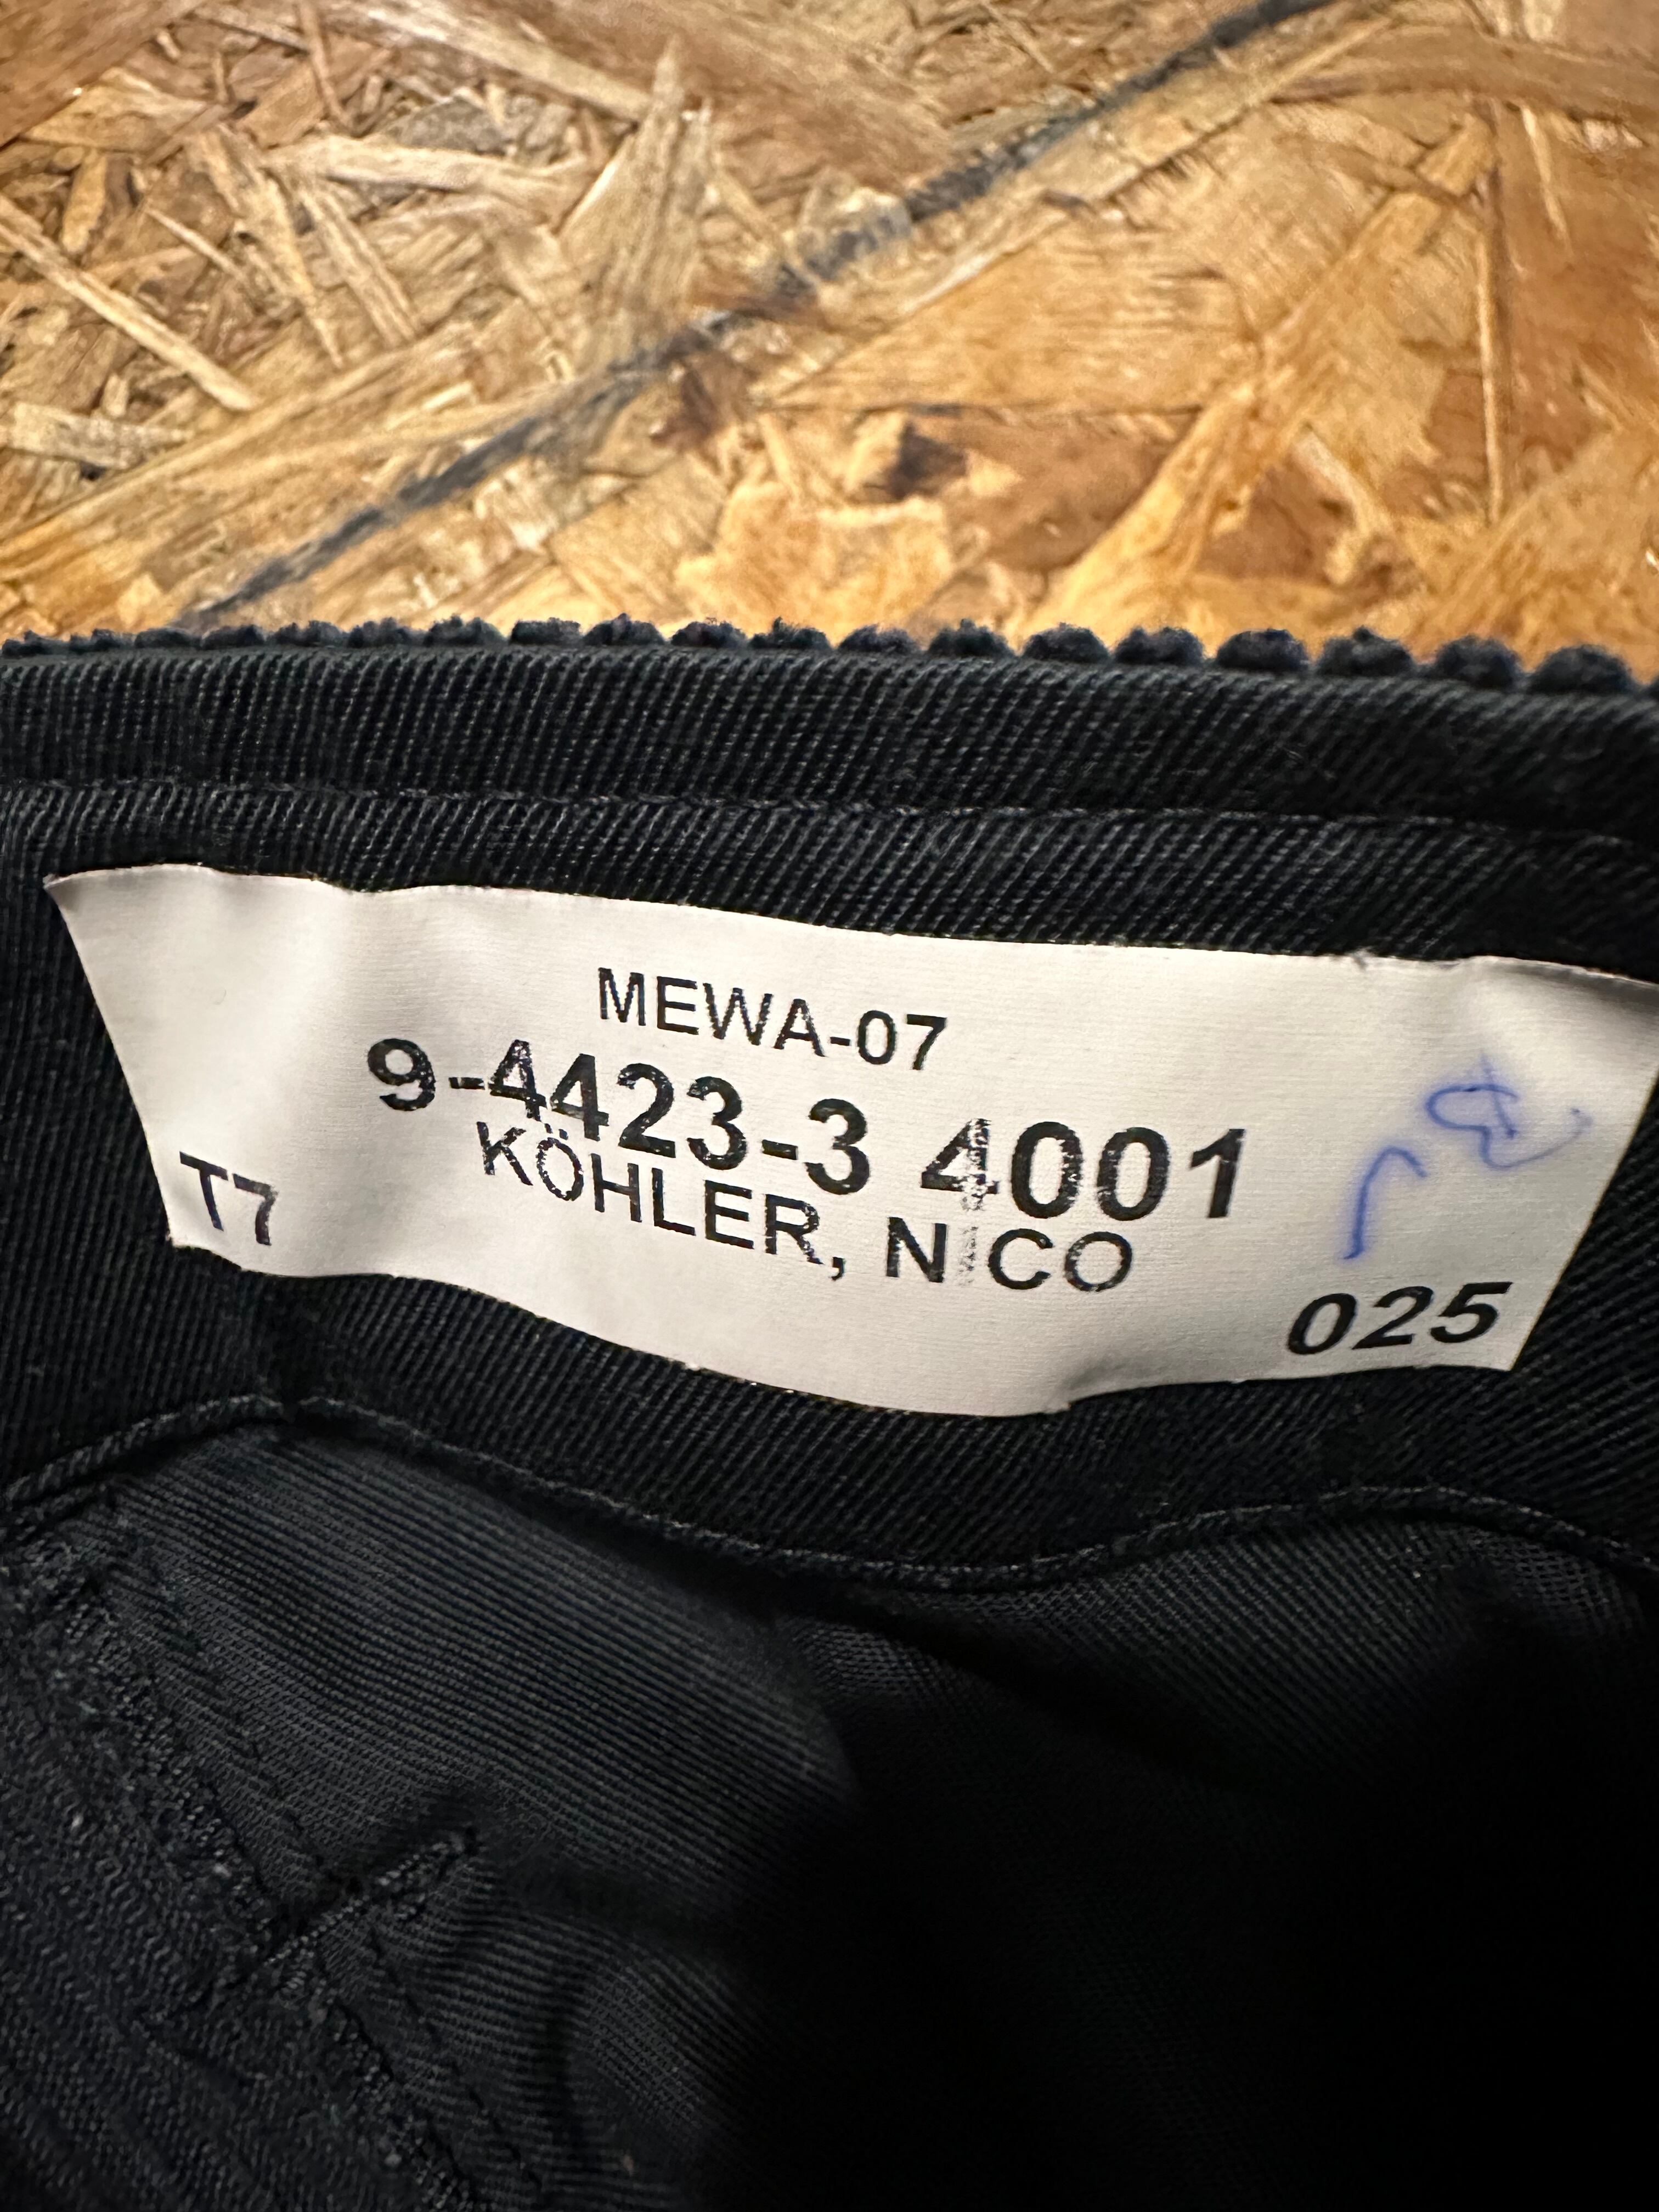 MEWA-07
9-4423-3 4001
KÖHLER, NICO
T7
025